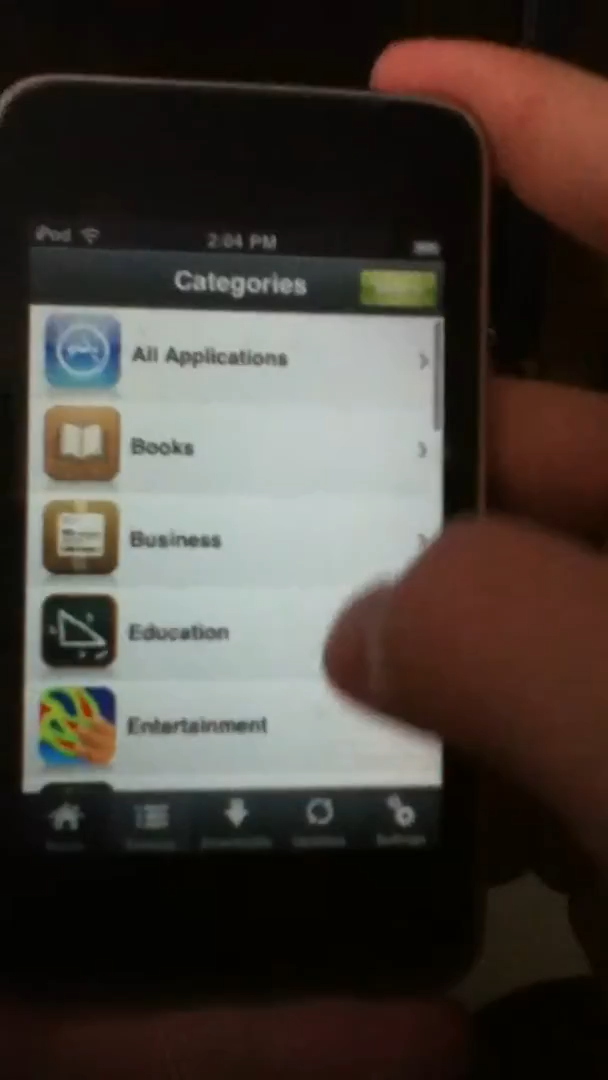 iPod 2:04 PM
Categories
All Applications
Books
Business
Education
Entertainment